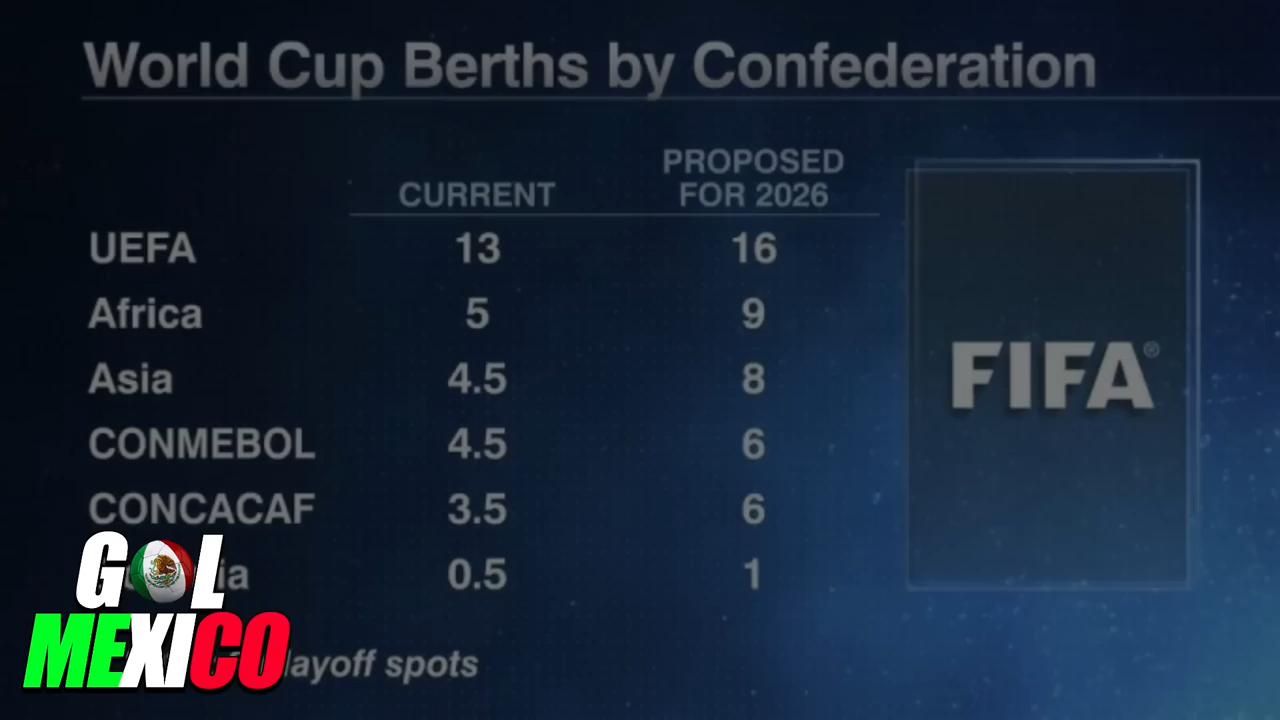 World Cup Berths by Confederation
PROPOSED
CURRENT FOR 2026
UEFA 13 16
Africa 5 9
Asia 4.5 8
CONMEBOL 4.5 6
CONCACAF 3.5 6
0.5 1
spots
FIFA®
GOL
MEXICO